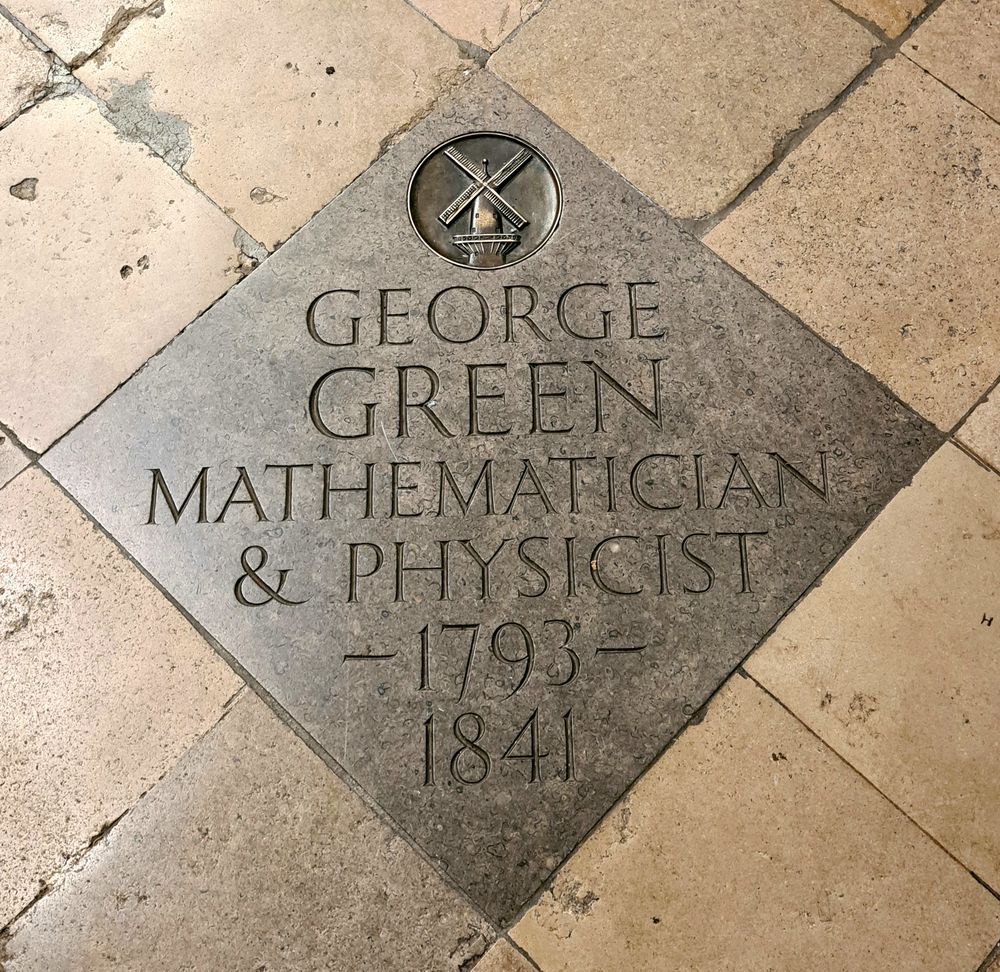 GEORGE
GREEN
MATHEMATICIAN
& PHYSICIST
– 1793 –
1841